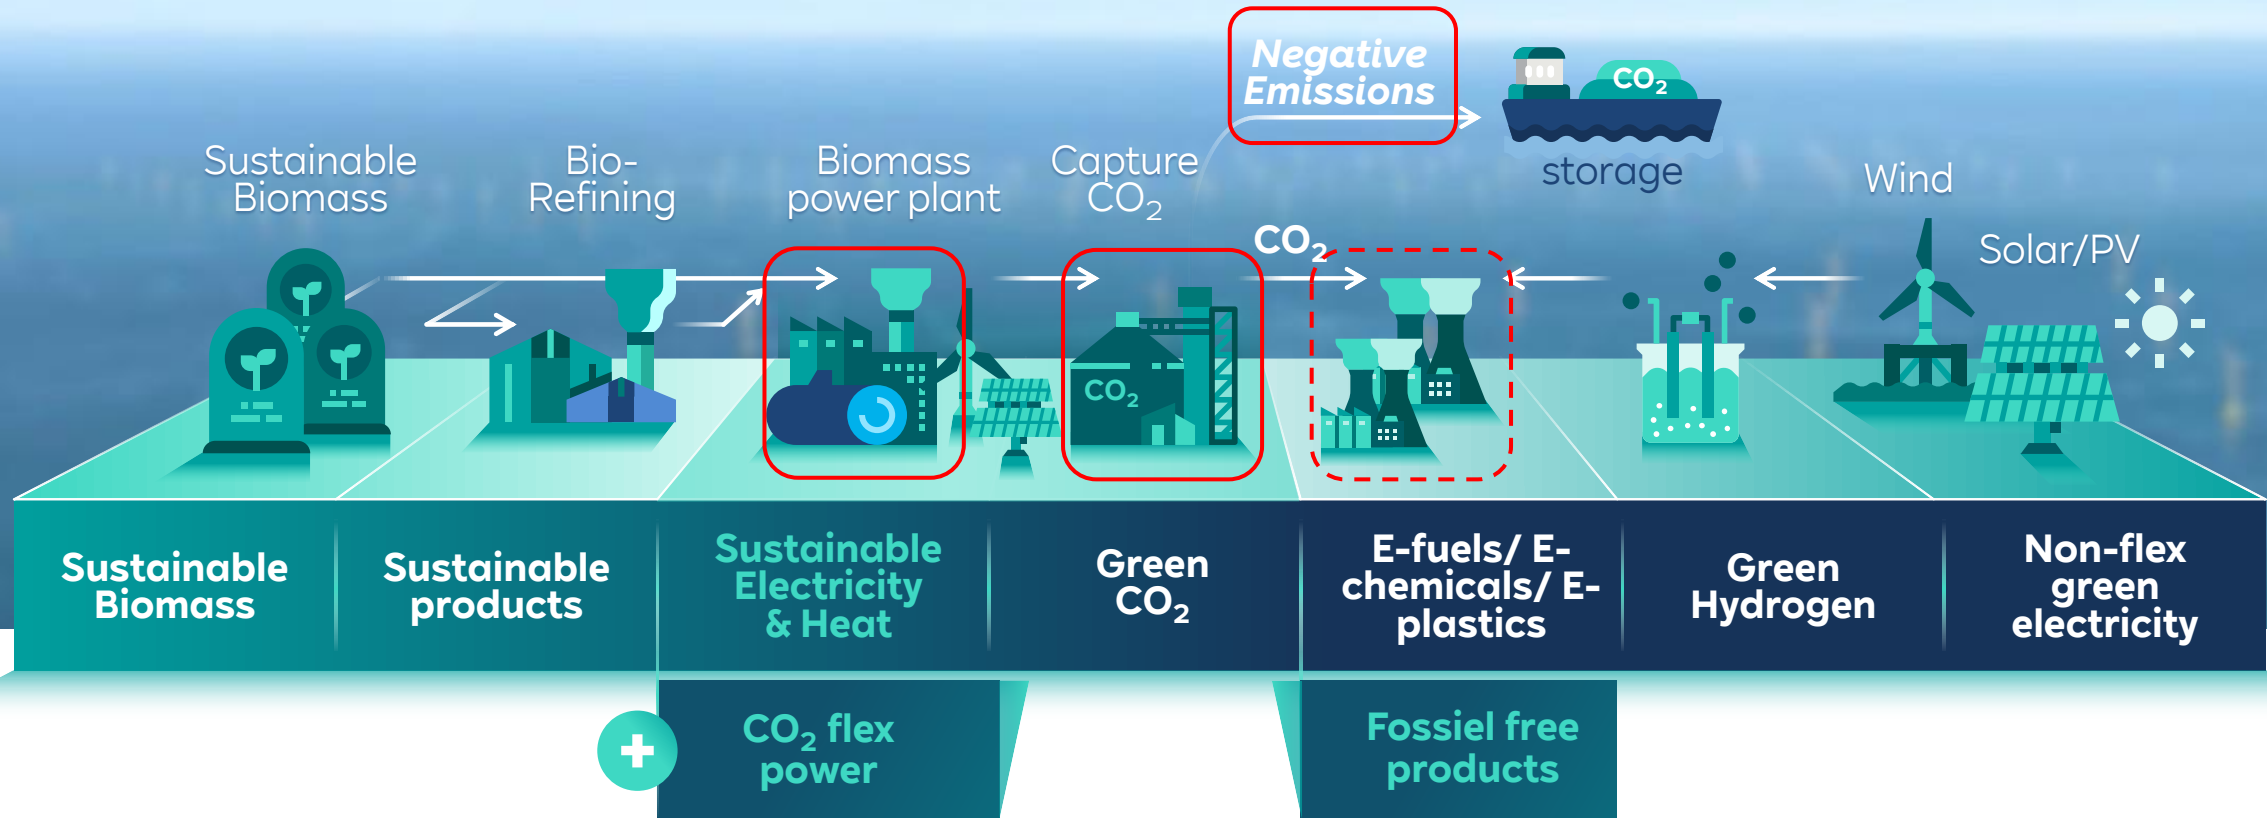 Negative
Emissions
CO₂
storage
Sustainable
Biomass
Bio-
Refining
Biomass
power plant
Capture
CO₂
CO₂
Wind
Solar/PV
CO₂
Sustainable
Biomass
Sustainable
products
Sustainable
Electricity
& Heat
Green
CO₂
E-fuels/ E-
chemicals/ E-
plastics
Green
Hydrogen
Non-flex
green
electricity
CO₂ flex
power
Fossiel free
products